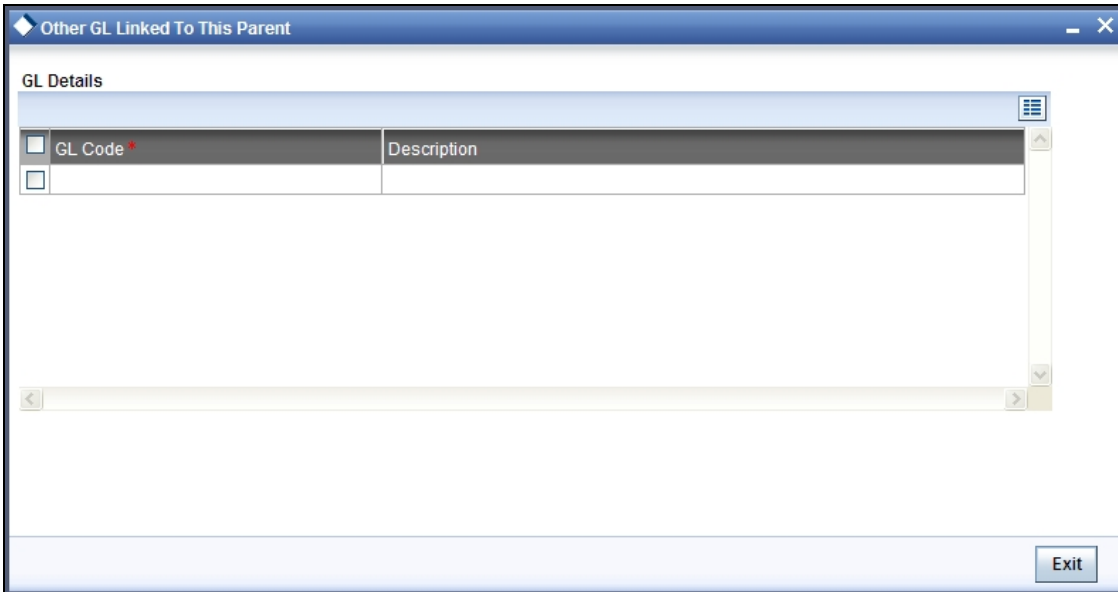 Other GL Linked To This Parent
GL Details
GL Code * Description
Exit